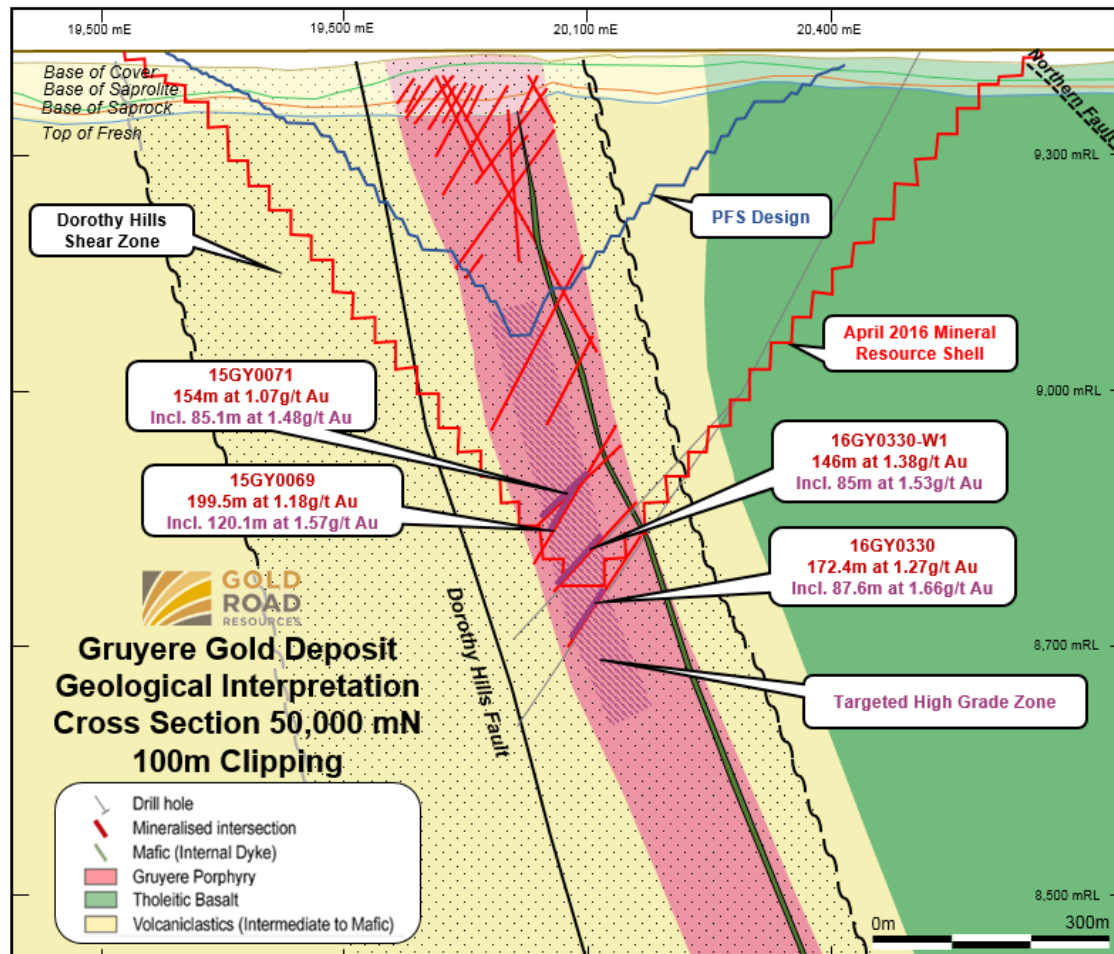 19,500 mE
19,500 mE
20,100 mE
20,400 mE
Base of Cover
Base of Saprolite
Base of Saprock
Top of Fresh
Northern Fault
9,300 mRL
Dorothy Hills
Shear Zone
PFS Design
April 2016 Mineral
Resource Shell
15GY0071
154m at 1.07g/t Au
Incl. 85.1m at 1.48g/t Au
9,000 mRL
16GY0330-W1
146m at 1.38g/t Au
Incl. 85m at 1.53g/t Au
15GY0069
199.5m at 1.18g/t Au
Incl. 120.1m at 1.57g/t Au
16GY0330
172.4m at 1.27g/t Au
Incl. 87.6m at 1.66g/t Au
GOLD
ROAD
RESOURCES
Dorothy Hills Fault
8,700 mRL
Gruyere Gold Deposit
Geological Interpretation
Cross Section 50,000 mN
100m Clipping
Targeted High Grade Zone
Drill hole
Mineralised intersection
Mafic (Internal Dyke)
Gruyere Porphyry
Tholeitic Basalt
Volcaniclastics (Intermediate to Mafic)
8,500 mRL
0m
300m